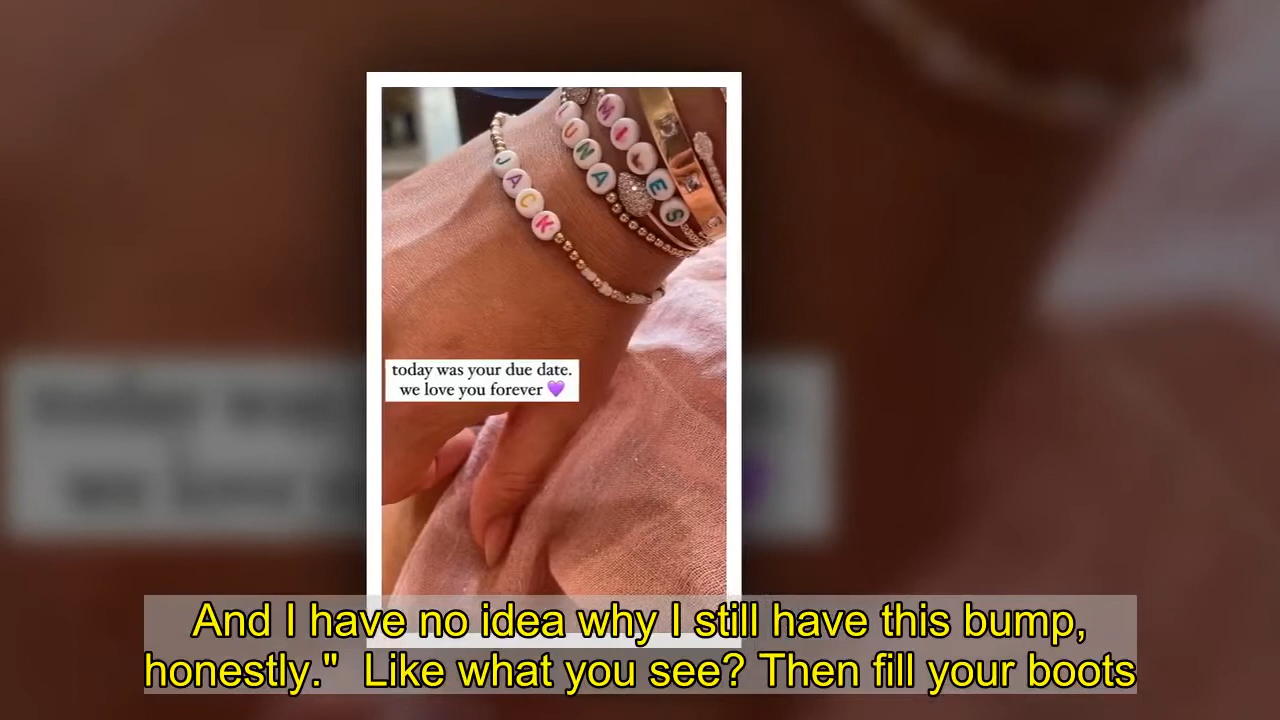 JACK
LUNA
MILES
today was your due date.
we love you forever 💜
And I have no idea why I still have this bump,
honestly." Like what you see? Then fill your boots